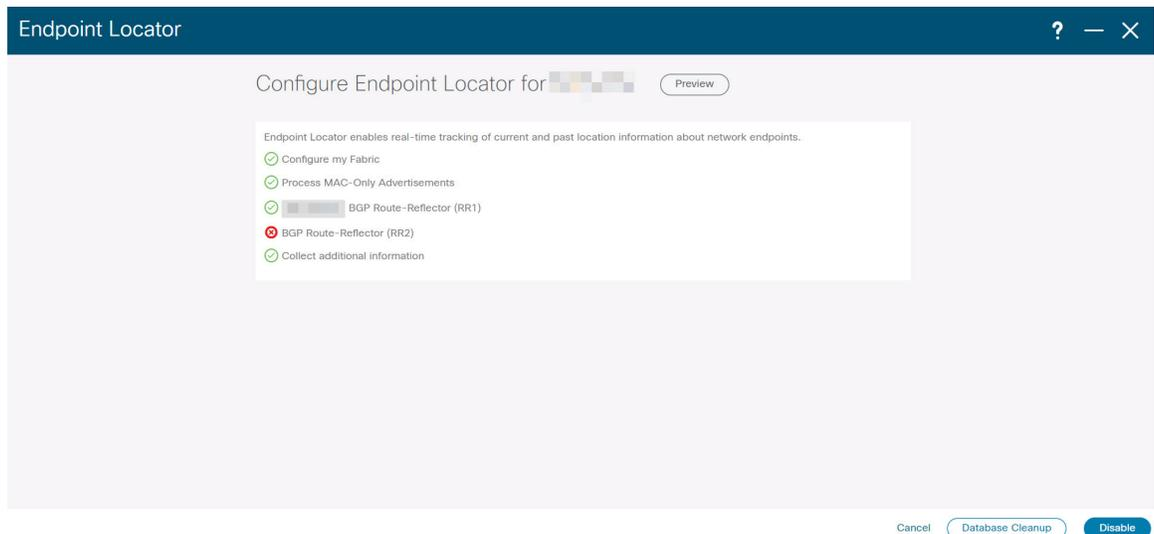 Endpoint Locator
?
Configure Endpoint Locator for
Preview
Endpoint Locator enables real-time tracking of current and past location information about network endpoints.
Configure my Fabric
Process MAC-Only Advertisements
BGP Route-Reflector (RR1)
BGP Route-Reflector (RR2)
Collect additional information
Cancel Database Cleanup Disable